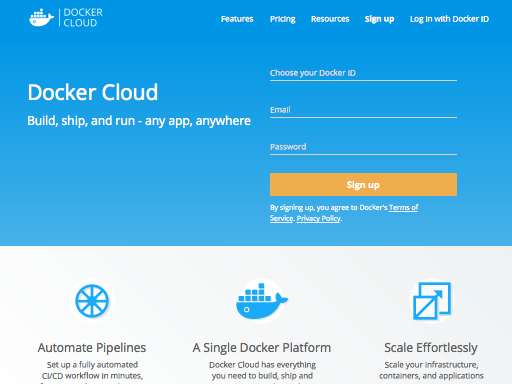 DOCKER
CLOUD
Features Pricing Resources Sign up Log in with Docker ID
Docker Cloud
Build, ship, and run - any app, anywhere
Choose your Docker ID
Email
Password
Sign up
By signing up, you agree to Docker's Terms of
Service. Privacy Policy.
Automate Pipelines
Set up a fully automated
CI/CD workflow in minutes,
A Single Docker Platform
Docker Cloud has everything
you need to build, ship and
Scale Effortlessly
Scale your infrastructure,
containers, and applications